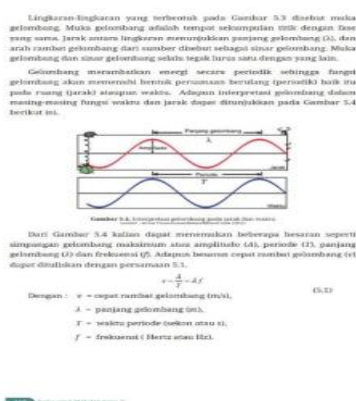 Lingkaran-lingkaran yang terbentuk pada Gambar 5.3 disebut muka
gelombang. Muka gelombang adalah tempat sekumpulan titik dengan fase
yang sama. Jarak antara lingkaran menunjukkan panjang gelombang (λ), dan
arah rambat gelombang dari sumber disebut sebagai sinar gelombang. Muka
gelombang dan sinar gelombang selalu tegak lurus satu dengan yang lain.
Gelombang merambatkan energi secara periodik sehingga fungsi
gelombang akan memenuhi bentuk persamaan berulang (periodik) baik itu
pada ruang (jarak) ataupun waktu. Adapun interpretasi gelombang dalam
masing-masing fungsi waktu dan jarak dapat ditunjukkan pada Gambar 5.4
berikut ini.
Panjang gelombang
λ
Amplitudo
Jarak
Periode
T
Waktu
Gambar 5.4. Interpretasi gelombang pada jarak dan waktu
Dari Gambar 5.4 kalian dapat menemukan beberapa besaran seperti
simpangan gelombang maksimum atau amplitudo (A), periode (T), panjang
gelombang (λ) dan frekuensi (f). Adapun besaran cepat rambat gelombang (v)
dapat dituliskan dengan persamaan 5.1.
v = λ/T = λ f
(5.1)
Dengan : v = cepat rambat gelombang (m/s),
λ = panjang gelombang (m),
T = waktu periode (sekon atau s),
f = frekuensi ( Hertz atau Hz).